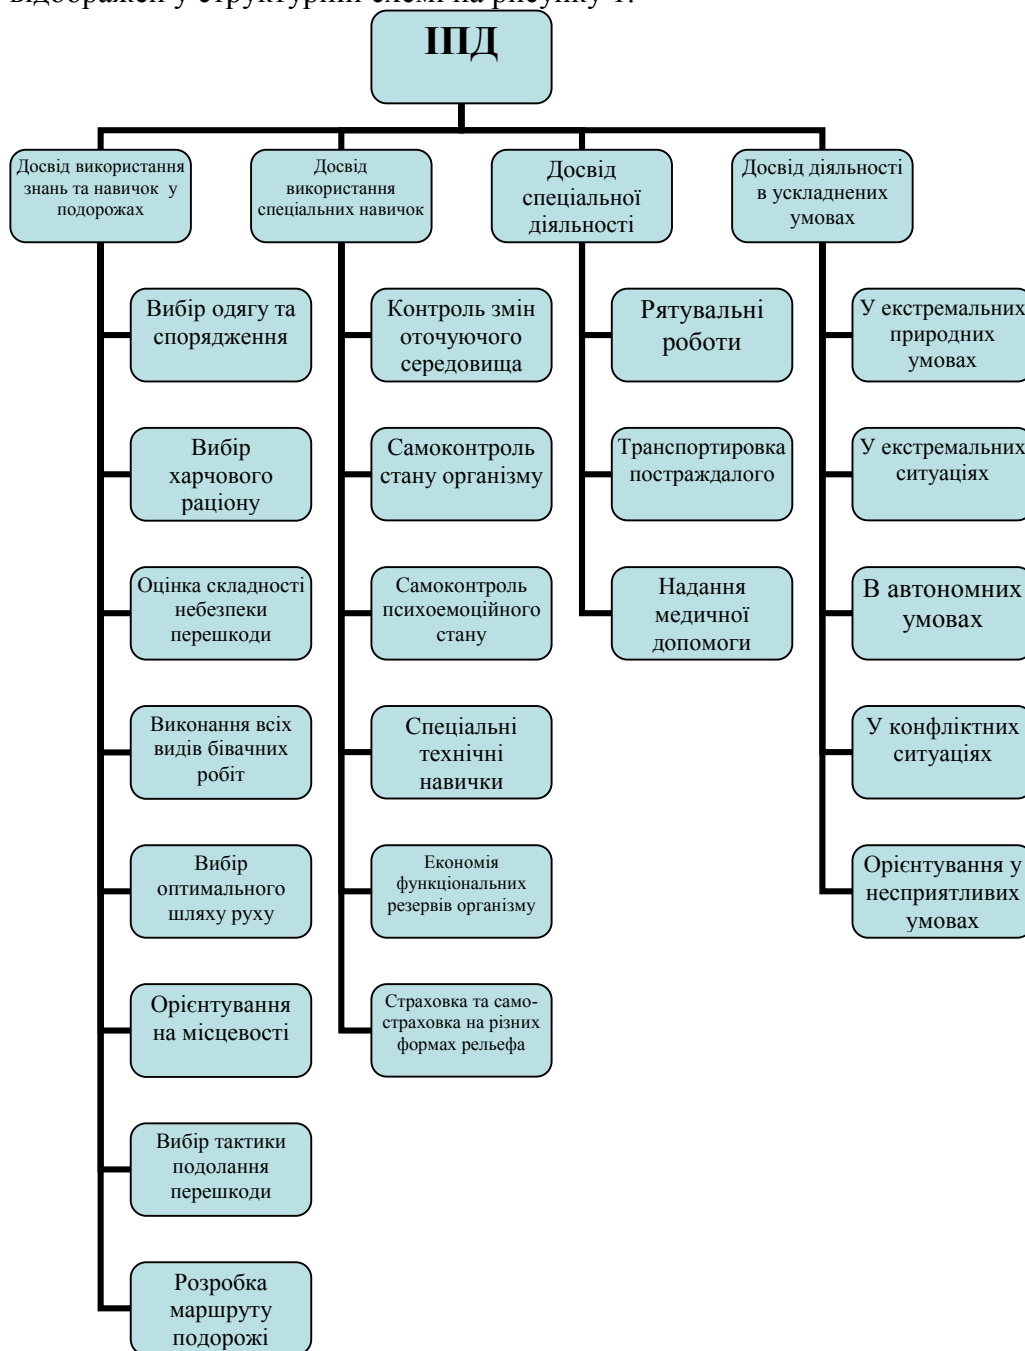 відображен у структурній схемі на рисунку 1.
ІПД
Досвід використання
знань та навичок у
подорожах
Досвід
використання
спеціальних навичок
Досвід
спеціальної
діяльності
Досвід діяльності
в ускладнених
умовах
Вибір одягу та
спорядження
Вибір
харчового
раціону
Оцінка складності
небезпеки
перешкоди
Виконання всіх
видів бівачних
робіт
Вибір
оптимального
шляху руху
Орієнтування
на місцевості
Вибір тактики
подолання
перешкоди
Розробка
маршруту
подорожі
Контроль змін
оточуючого
середовища
Самоконтроль
стану організму
Самоконтроль
психоемоційного
стану
Спеціальні
технічні
навички
Економія
функціональних
резервів організму
Страховка та само-
страховка на різних
формах рельефа
Рятувальні
роботи
Транспортировка
постраждалого
Надання
медичної
допомоги
У екстремальних
природних
умовах
У екстремальних
ситуаціях
В автономних
умовах
У конфліктних
ситуаціях
Орієнтування у
несприятливих
умовах